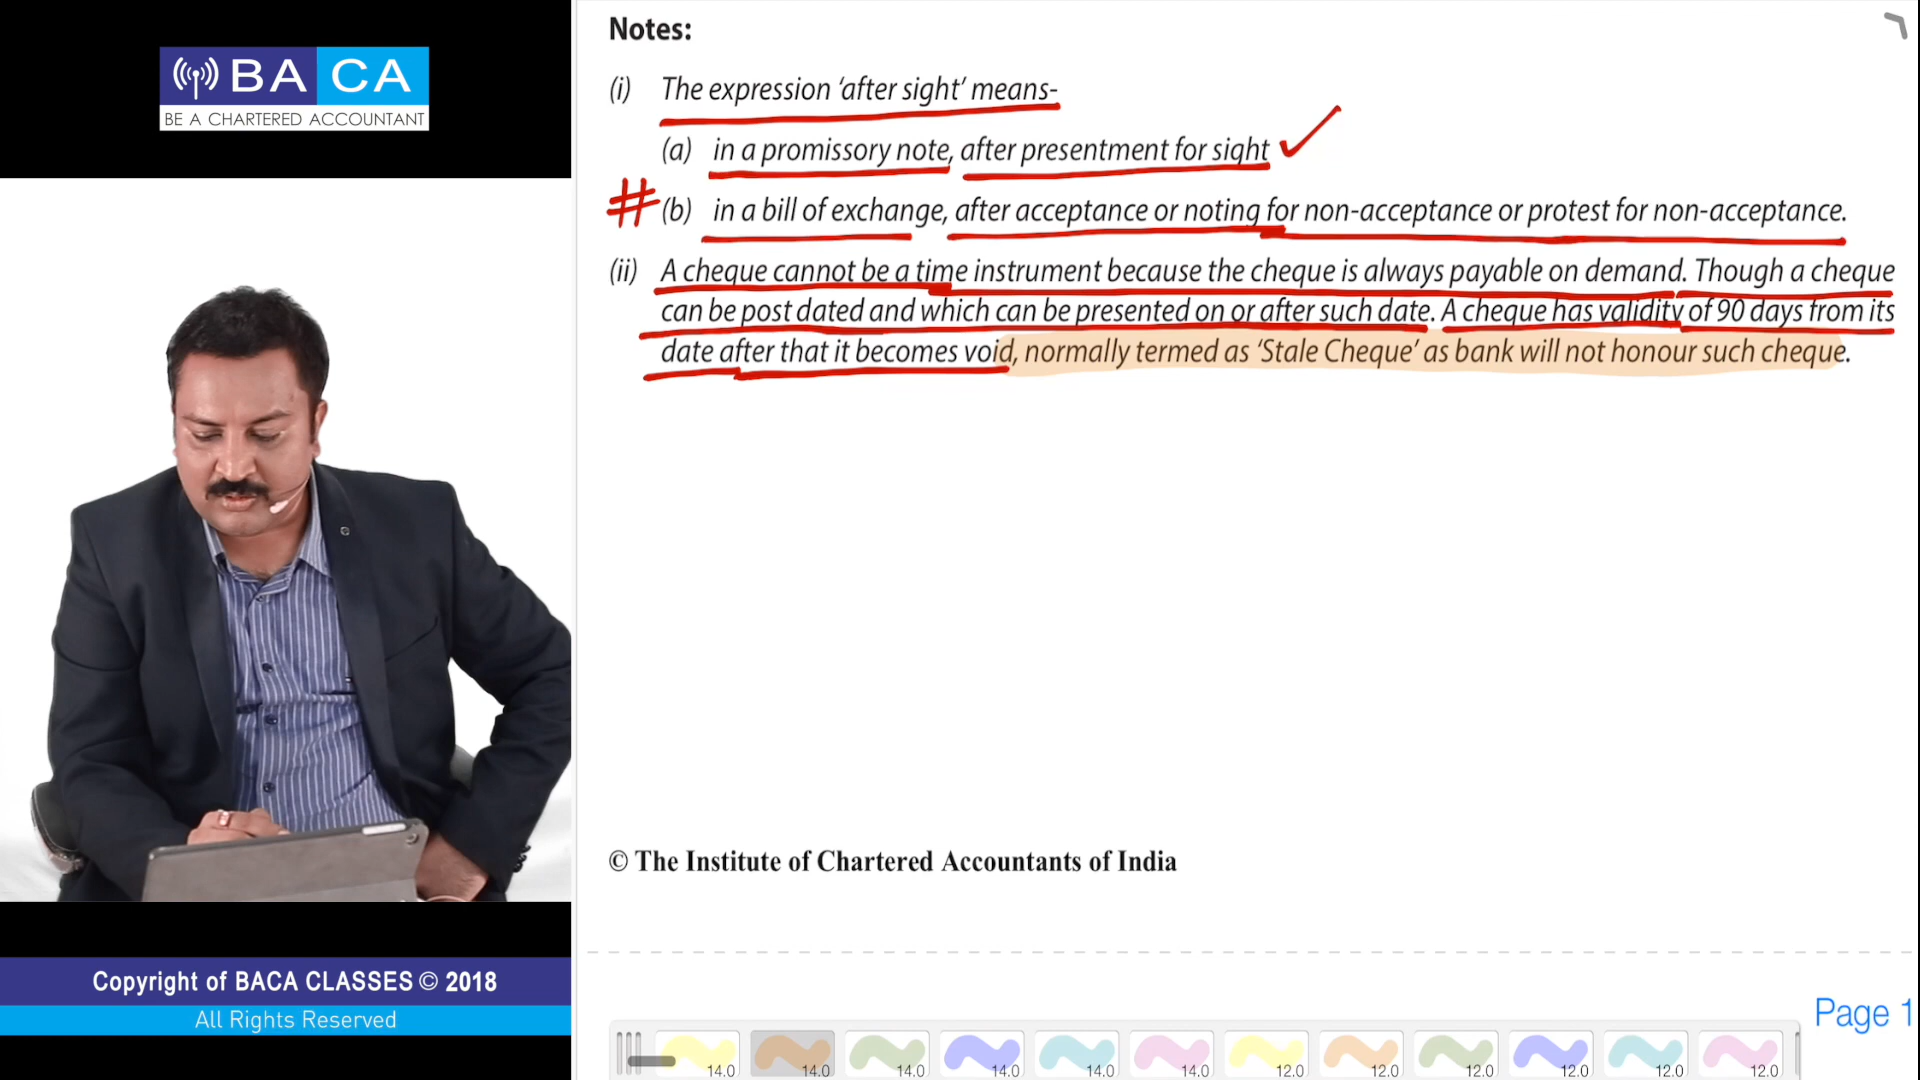 BA CA
BE A CHARTERED ACCOUNTANT
Notes:
(i) The expression ‘after sight’ means-
(a) in a promissory note, after presentment for sight
# (b) in a bill of exchange, after acceptance or noting for non-acceptance or protest for non-acceptance.
(ii) A cheque cannot be a time instrument because the cheque is always payable on demand. Though a cheque
can be post dated and which can be presented on or after such date. A cheque has validity of 90 days from its
date after that it becomes void, normally termed as ‘Stale Cheque’ as bank will not honour such cheque.
© The Institute of Chartered Accountants of India
Copyright of BACA CLASSES © 2018
All Rights Reserved
Page 1
14.0 14.0 14.0 14.0 14.0 14.0 12.0 12.0 12.0 12.0 12.0 12.0